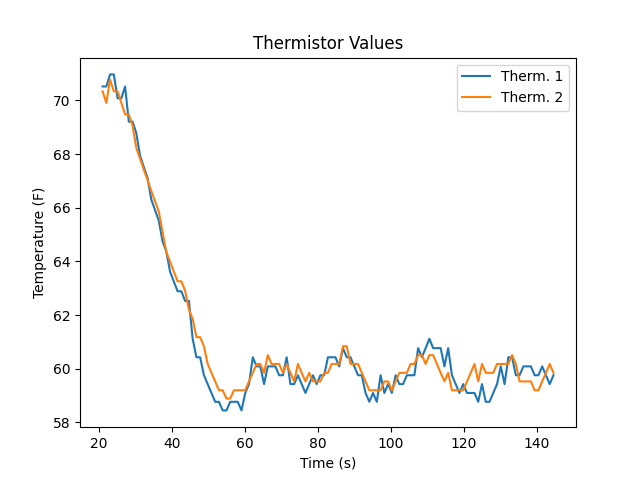 Thermistor Values
Therm. 1
Therm. 2
70
68
66
64
62
60
58
Temperature (F)
20 40 60 80 100 120 140
Time (s)